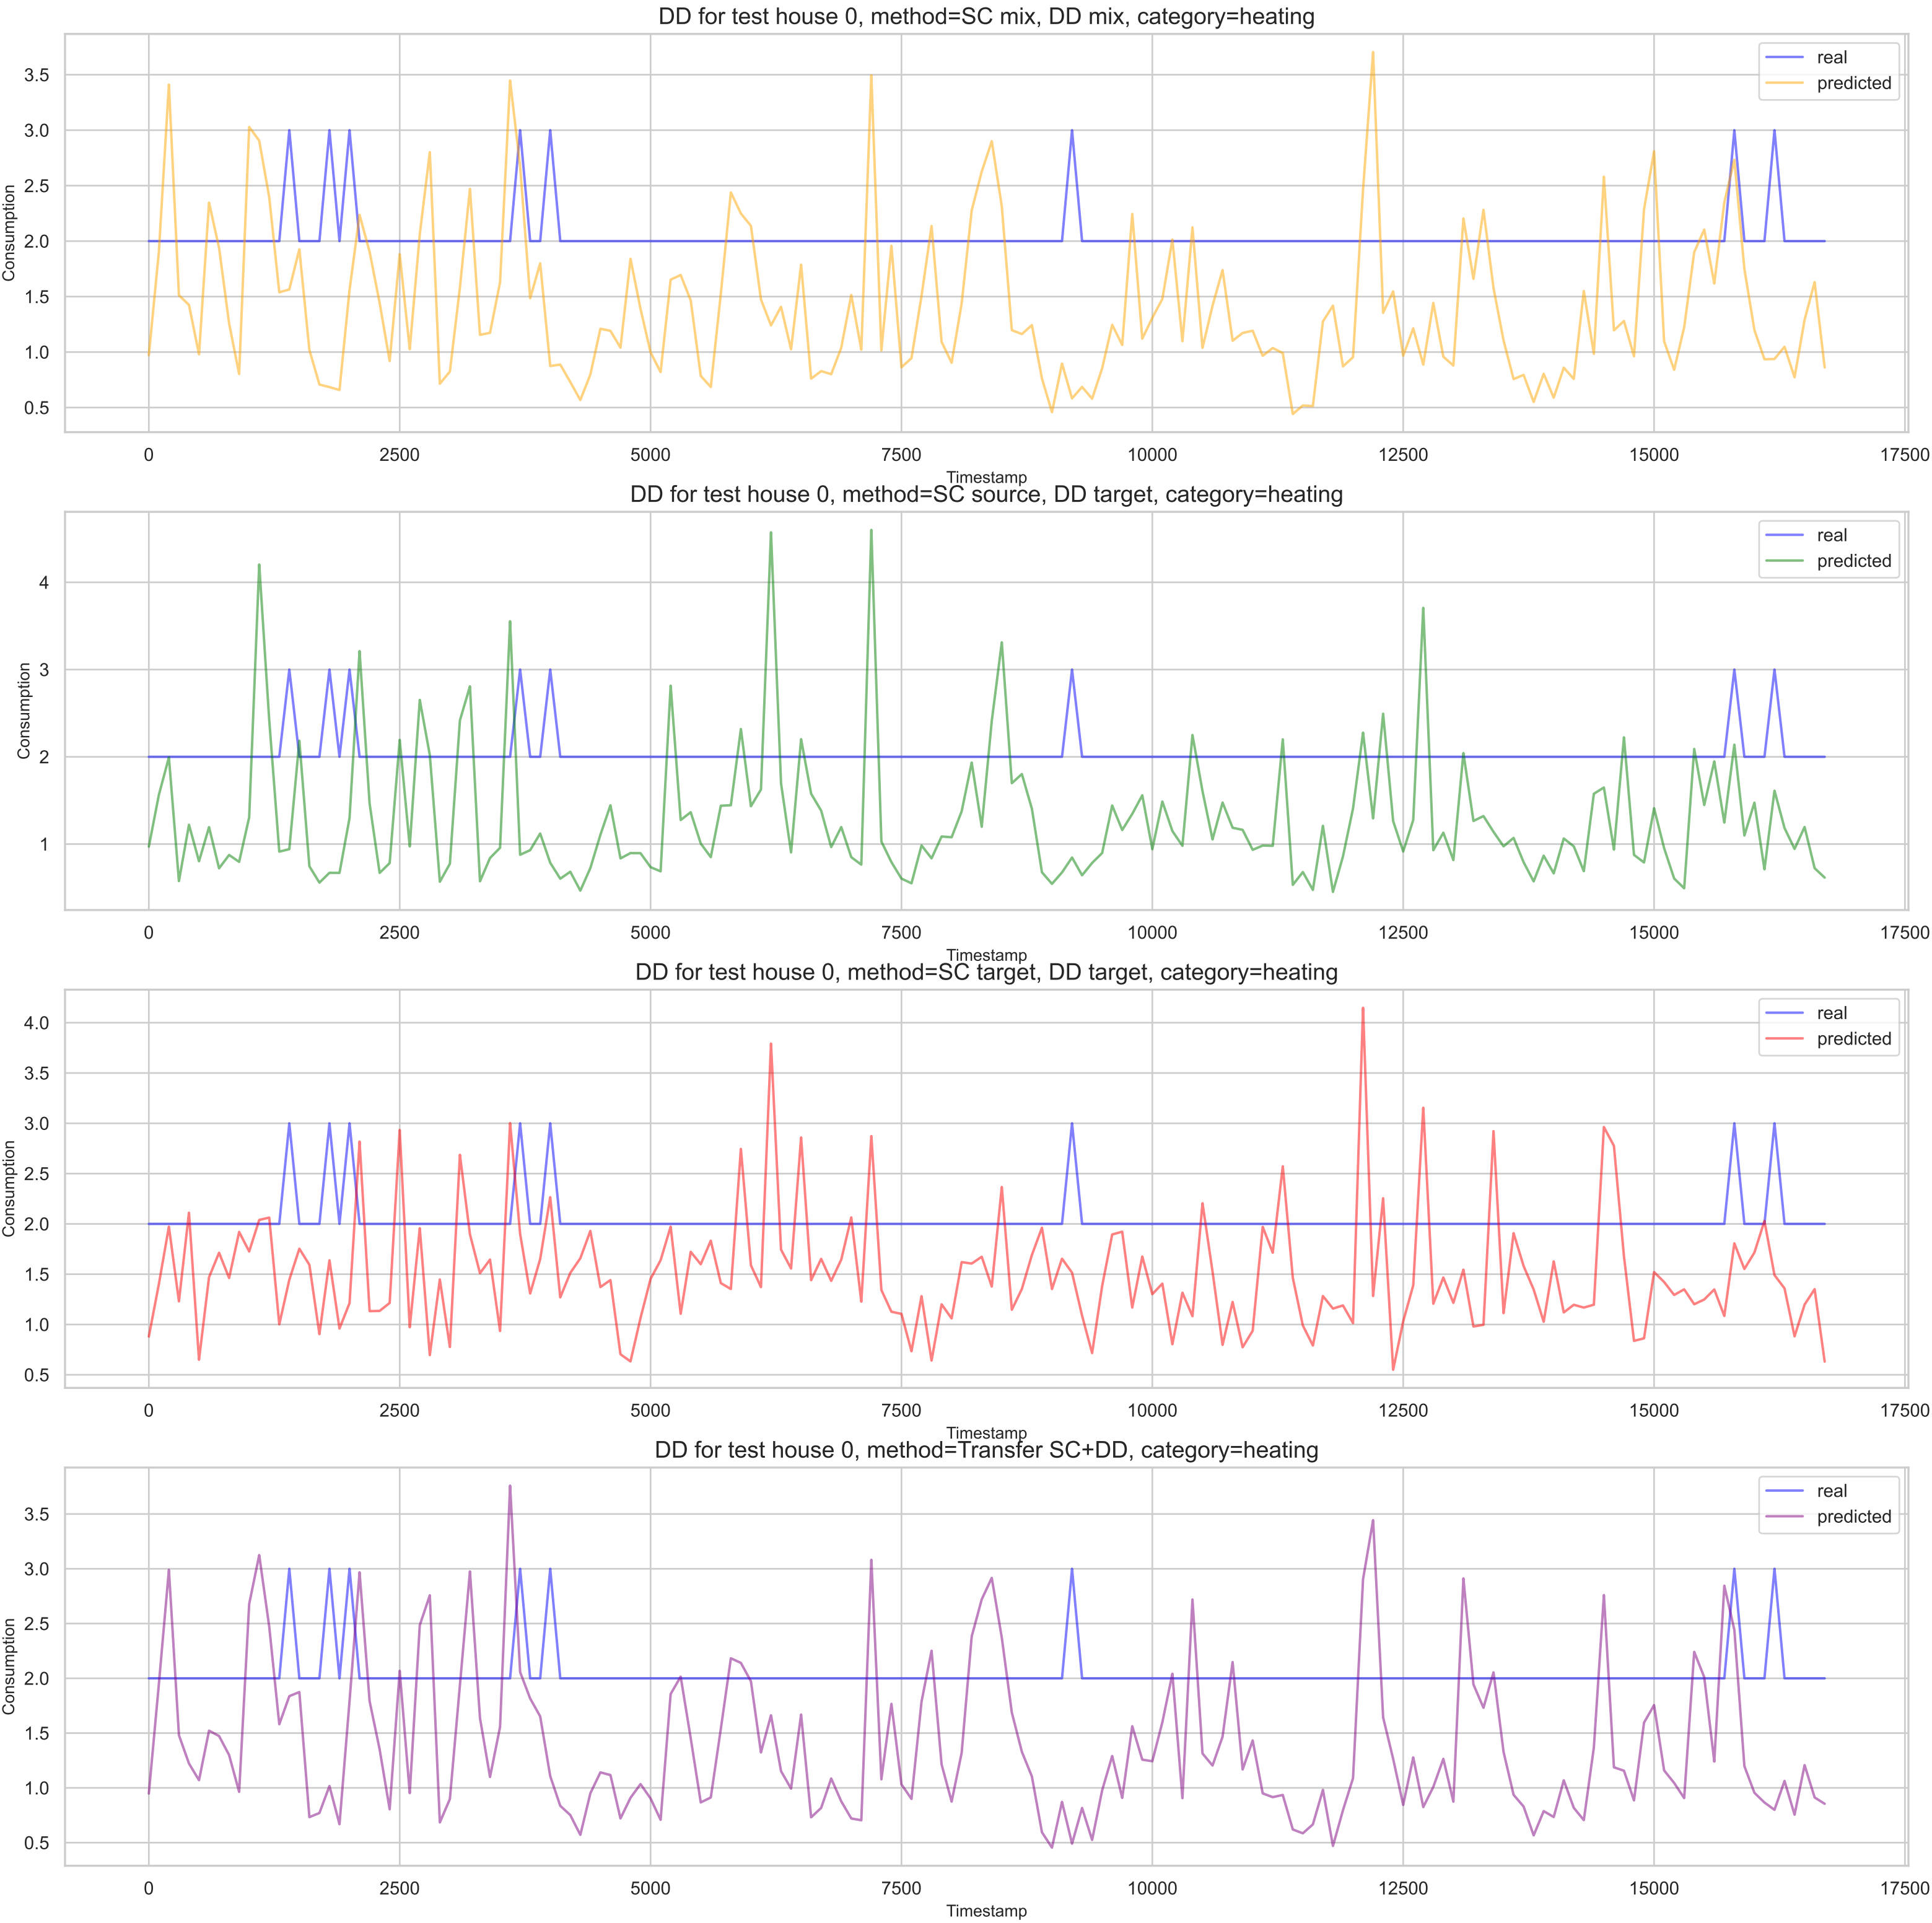 DD for test house 0, method=SC mix, DD mix, category=heating
real
predicted
3.5
3.0
2.5
2.0
1.5
1.0
0.5
Consumption
0 2500 5000 7500 10000 12500 15000 17500
Timestamp
DD for test house 0, method=SC source, DD target, category=heating
real
predicted
4
3
2
1
Consumption
0 2500 5000 7500 10000 12500 15000 17500
Timestamp
DD for test house 0, method=SC target, DD target, category=heating
real
predicted
4.0
3.5
3.0
2.5
2.0
1.5
1.0
0.5
Consumption
0 2500 5000 7500 10000 12500 15000 17500
Timestamp
DD for test house 0, method=Transfer SC+DD, category=heating
real
predicted
3.5
3.0
2.5
2.0
1.5
1.0
0.5
Consumption
0 2500 5000 7500 10000 12500 15000 17500
Timestamp